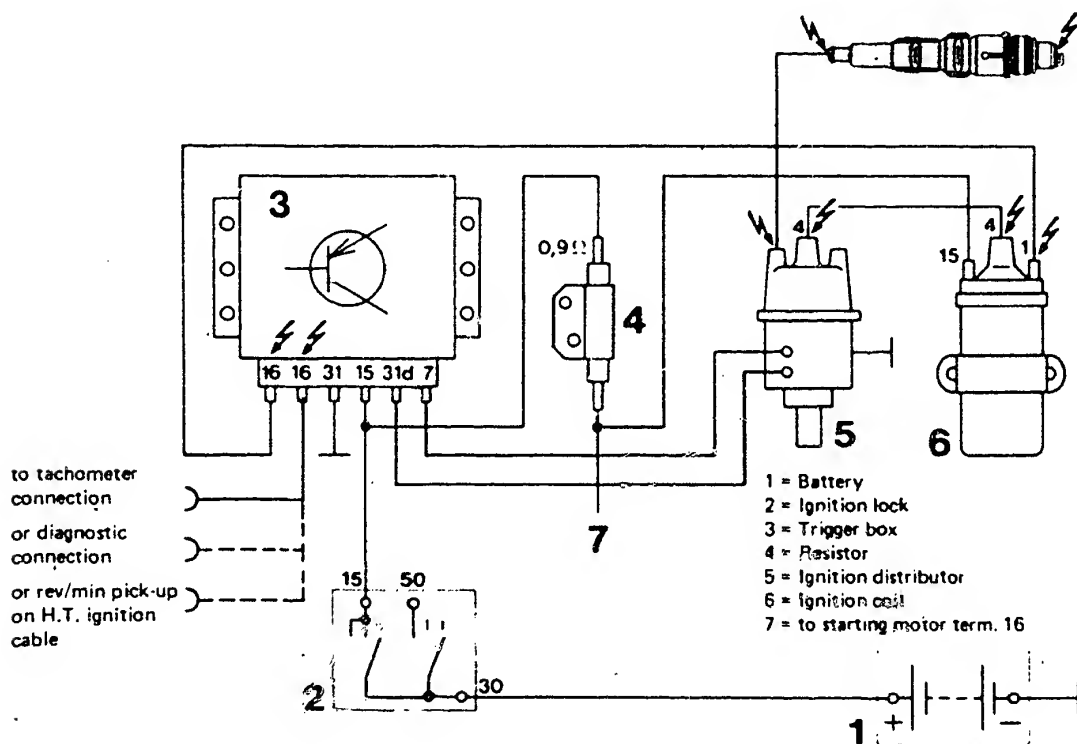 3
16 16 31 15 31d 7
0,9Ω
4
4
15
4
1
5
6
7
to tachometer
connection
or diagnostic
connection
or rev/min pick-up
on H.T. ignition
cable
1 = Battery
2 = Ignition lock
3 = Trigger box
4 = Resistor
5 = Ignition distributor
6 = Ignition coil
7 = to starting motor term. 16
15 50
2
30
1
+ −